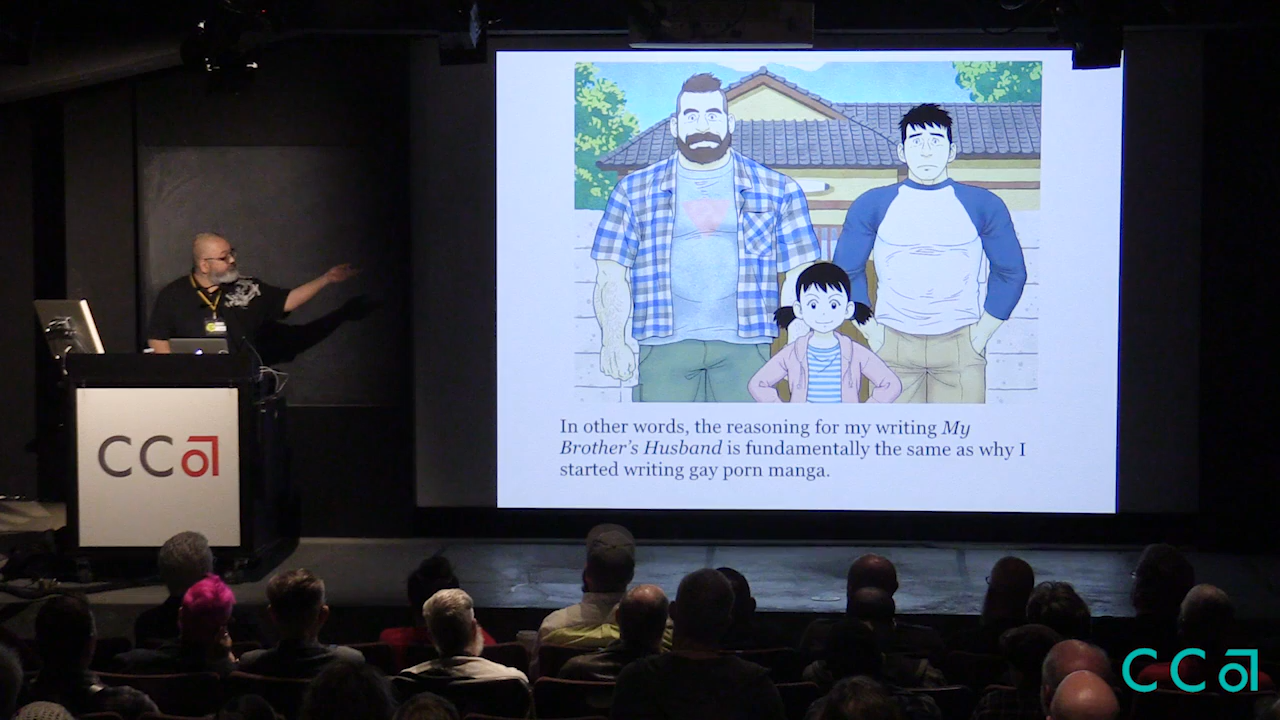 In other words, the reasoning for my writing My
Brother's Husband is fundamentally the same as why I
started writing gay porn manga.
CCA
CCA